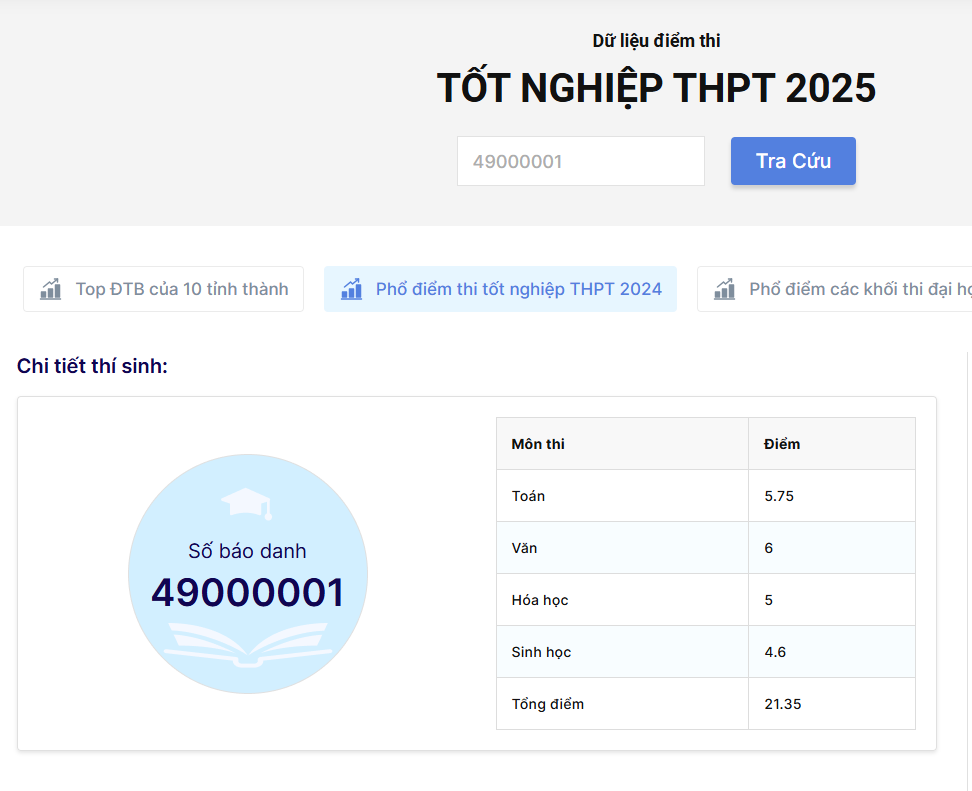 Dữ liệu điểm thi
TỐT NGHIỆP THPT 2025
49000001 Tra Cứu
Top ĐTB của 10 tỉnh thành Phổ điểm thi tốt nghiệp THPT 2024 Phổ điểm các khối thi đại
Chi tiết thí sinh:
Số báo danh
49000001
Môn thi Điểm
Toán 5.75
Văn 6
Hóa học 5
Sinh học 4.6
Tổng điểm 21.35